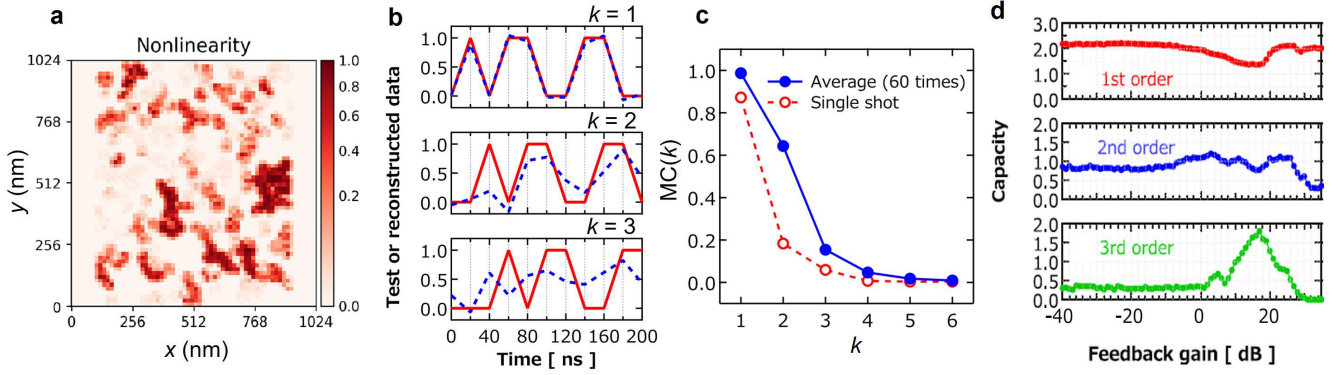 a
Nonlinearity
1024
768
512
256
0
0
256
512
768
1024
x (nm)
y (nm)
1.0
0.8
0.6
0.4
0.2
0.0
b
k = 1
1.0
0.5
0.0
k = 2
1.0
0.5
0.0
k = 3
1.0
0.5
0.0
0 40 80 120 160 200
Time [ ns ]
Test or reconstructed data
c
1.0
0.8
0.6
0.4
0.2
0.0
MC(k)
Average (60 times)
Single shot
1 2 3 4 5 6
k
d
3.0
2.0
1.0
0.0
1st order
2.0
1.5
1.0
0.5
0.0
2nd order
2.0
1.5
1.0
0.5
0.0
3rd order
-40 -20 0 20
Feedback gain [ dB ]
Capacity